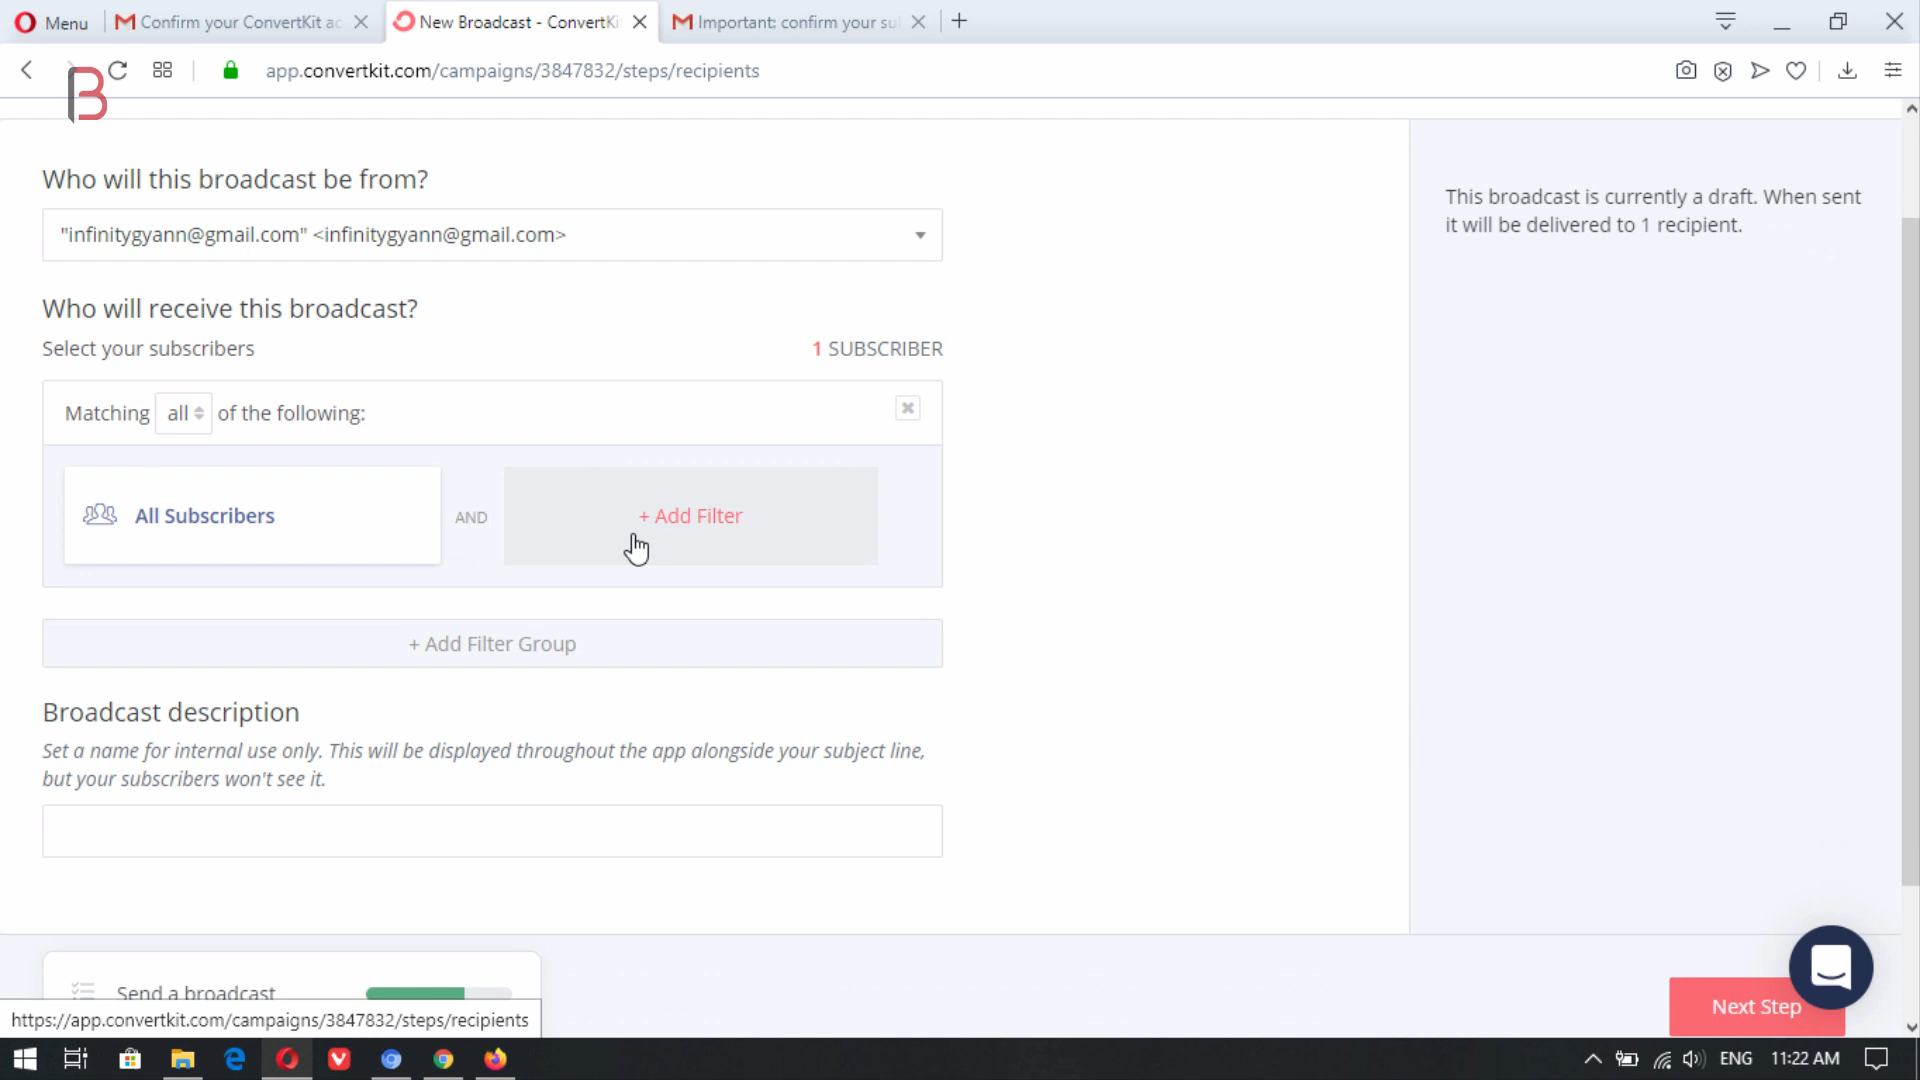 Menu
Confirm your ConvertKit ac
New Broadcast - ConvertKi
Important: confirm your su
app.convertkit.com/campaigns/3847832/steps/recipients
B
Who will this broadcast be from?
"infinitygyann@gmail.com" <infinitygyann@gmail.com>
Who will receive this broadcast?
Select your subscribers
1 SUBSCRIBER
Matching all of the following:
All Subscribers
AND
+ Add Filter
+ Add Filter Group
Broadcast description
Set a name for internal use only. This will be displayed throughout the app alongside your subject line,
but your subscribers won't see it.
This broadcast is currently a draft. When sent
it will be delivered to 1 recipient.
Send a broadcast
Next Step
https://app.convertkit.com/campaigns/3847832/steps/recipients
ENG
11:22 AM